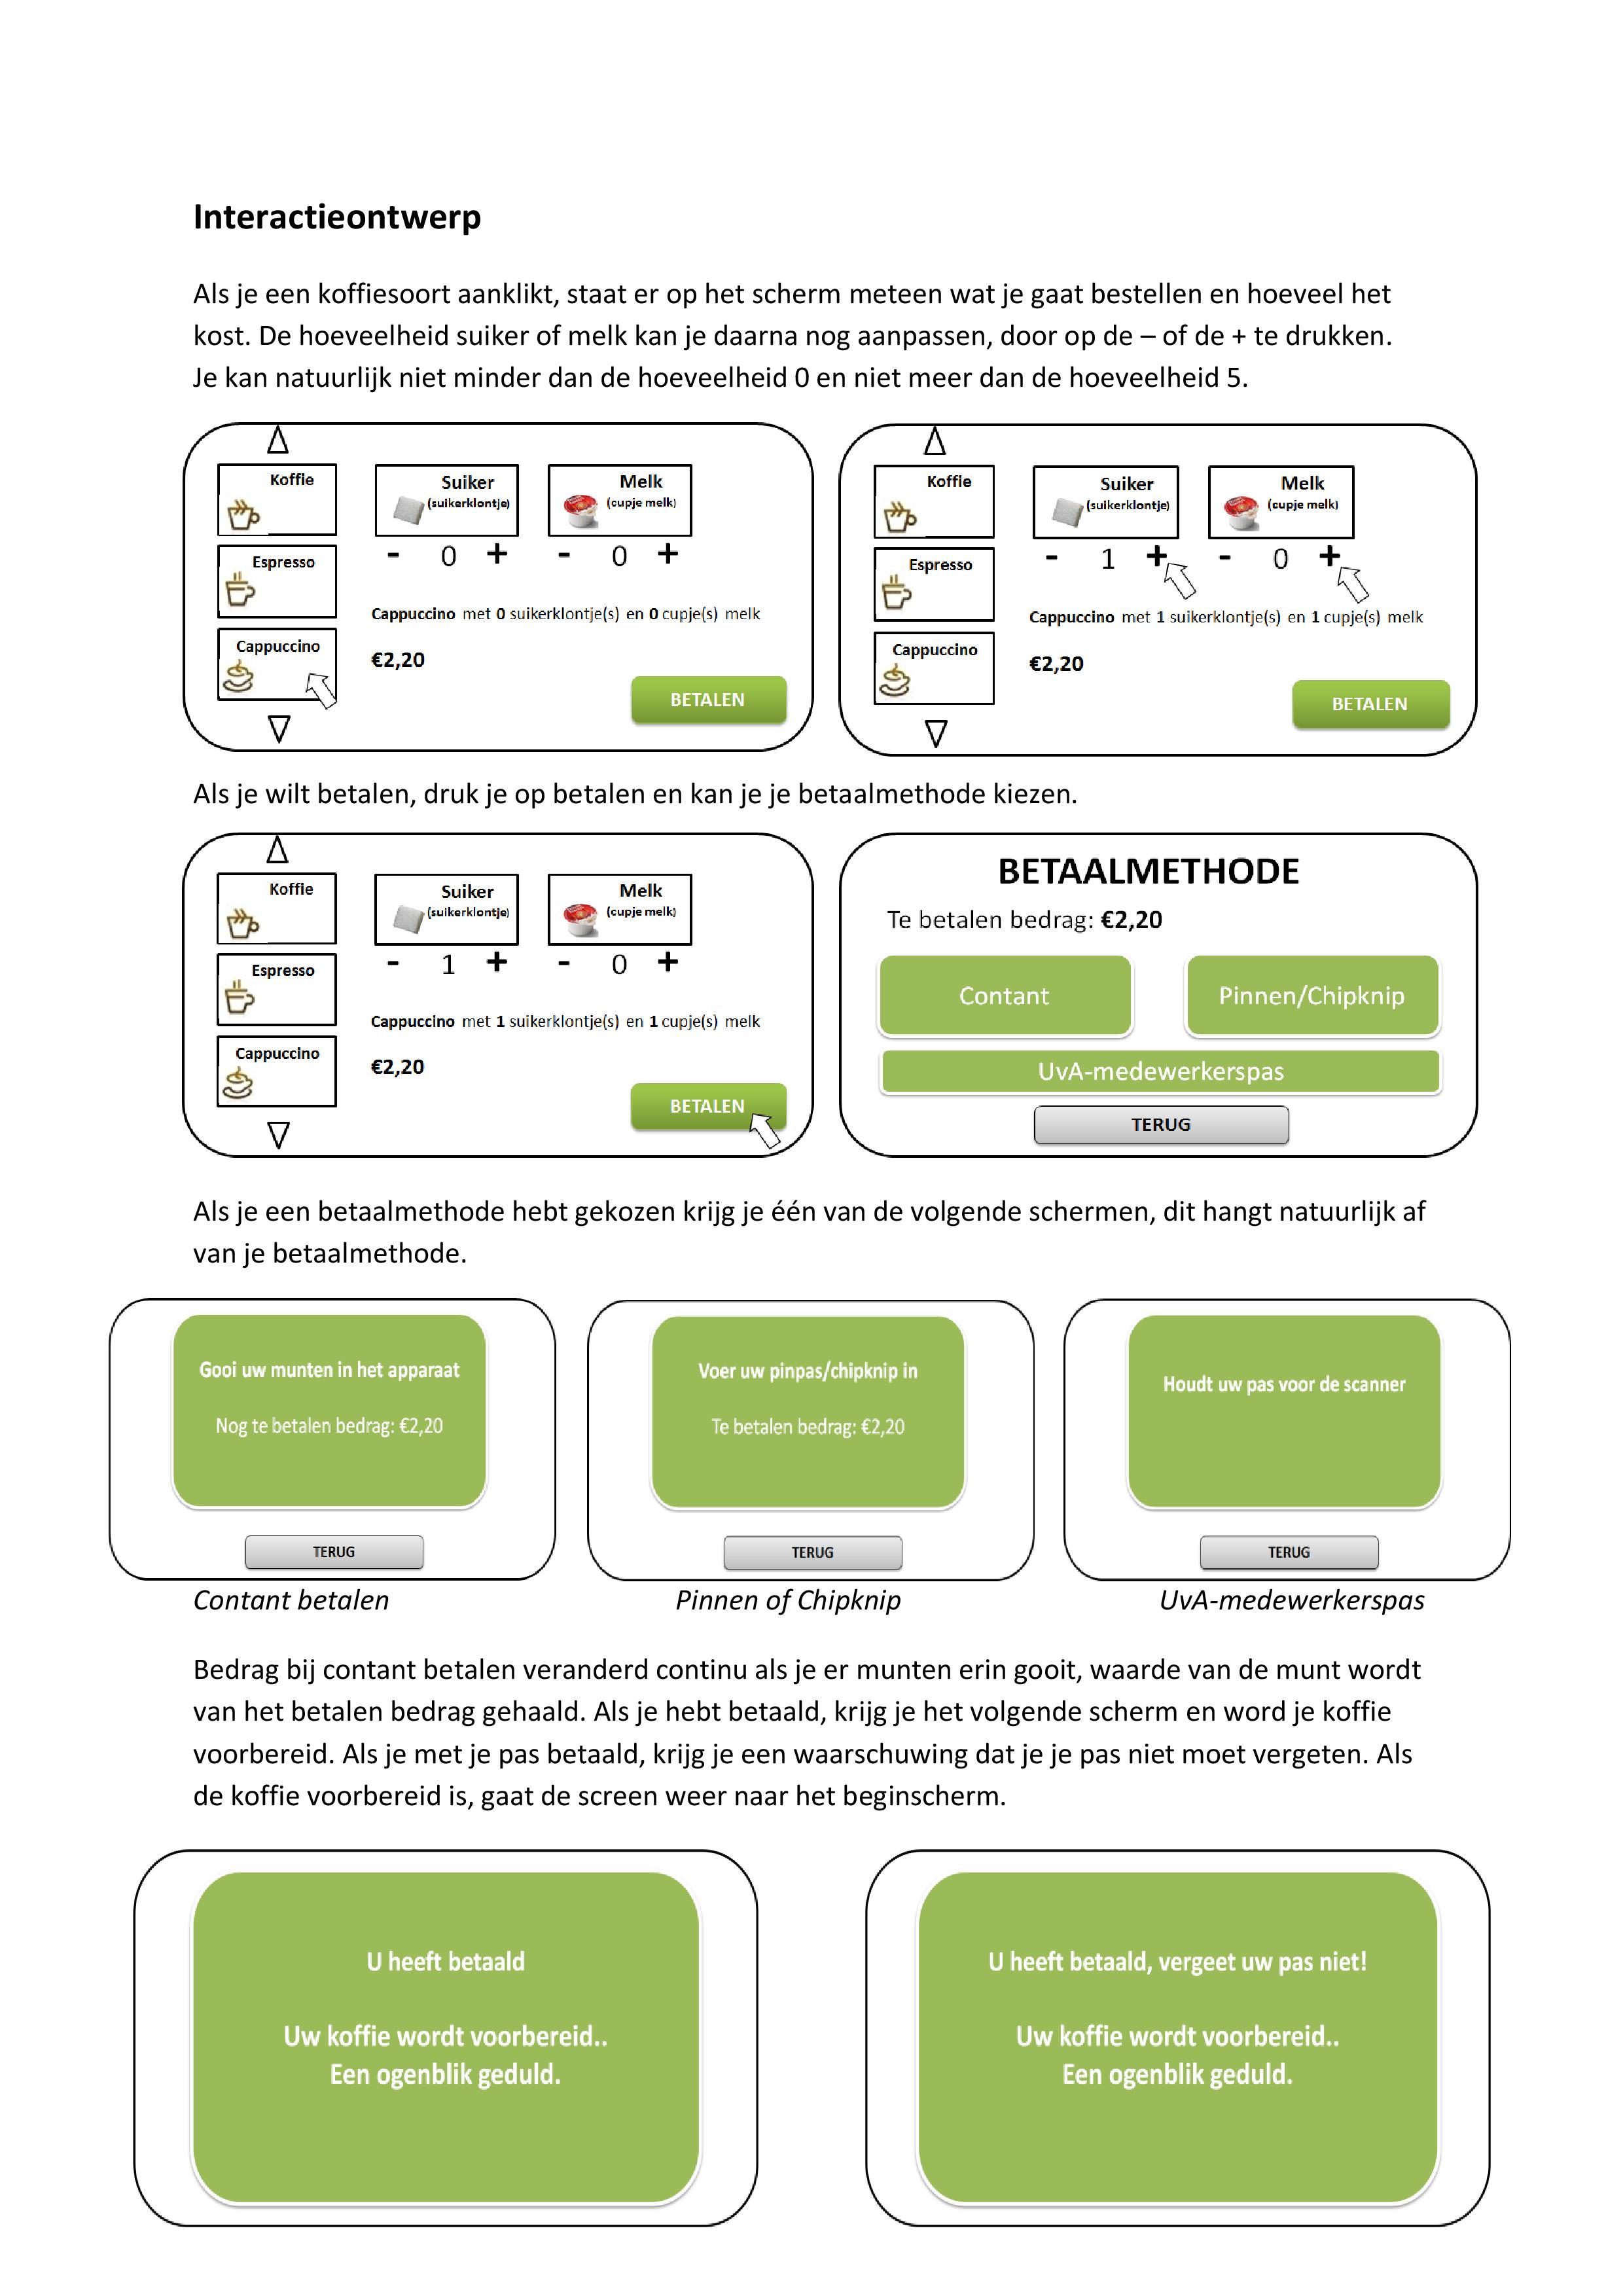 Interactieontwerp
Als je een koffiesoort aanklikt, staat er op het scherm meteen wat je gaat bestellen en hoeveel het
kost. De hoeveelheid suiker of melk kan je daarna nog aanpassen, door op de – of de + te drukken.
Je kan natuurlijk niet minder dan de hoeveelheid 0 en niet meer dan de hoeveelheid 5.
Koffie
Espresso
Cappuccino
Suiker
(suikerklontje)
Melk
(cupje melk)
- 0 + - 0 +
Cappuccino met 0 suikerklontje(s) en 0 cupje(s) melk
€2,20
BETALEN
Koffie
Espresso
Cappuccino
Suiker
(suikerklontje)
Melk
(cupje melk)
- 1 + - 0 +
Cappuccino met 1 suikerklontje(s) en 1 cupje(s) melk
€2,20
BETALEN
Als je wilt betalen, druk je op betalen en kan je je betaalmethode kiezen.
Koffie
Espresso
Cappuccino
Suiker
(suikerklontje)
Melk
(cupje melk)
- 1 + - 0 +
Cappuccino met 1 suikerklontje(s) en 1 cupje(s) melk
€2,20
BETALEN
BETAALMETHODE
Te betalen bedrag: €2,20
Contant
Pinnen/Chipknip
UvA-medewerkerspas
TERUG
Als je een betaalmethode hebt gekozen krijg je één van de volgende schermen, dit hangt natuurlijk af
van je betaalmethode.
Gooi uw munten in het apparaat
Nog te betalen bedrag: €2,20
TERUG
Voer uw pinpas/chipknip in
Te betalen bedrag: €2,20
TERUG
Houdt uw pas voor de scanner
TERUG
Contant betalen
Pinnen of Chipknip
UvA-medewerkerspas
Bedrag bij contant betalen veranderd continu als je er munten erin gooit, waarde van de munt wordt
van het betalen bedrag gehaald. Als je hebt betaald, krijg je het volgende scherm en word je koffie
voorbereid. Als je met je pas betaald, krijg je een waarschuwing dat je je pas niet moet vergeten. Als
de koffie voorbereid is, gaat de screen weer naar het beginscherm.
U heeft betaald
Uw koffie wordt voorbereid..
Een ogenblik geduld.
U heeft betaald, vergeet uw pas niet!
Uw koffie wordt voorbereid..
Een ogenblik geduld.